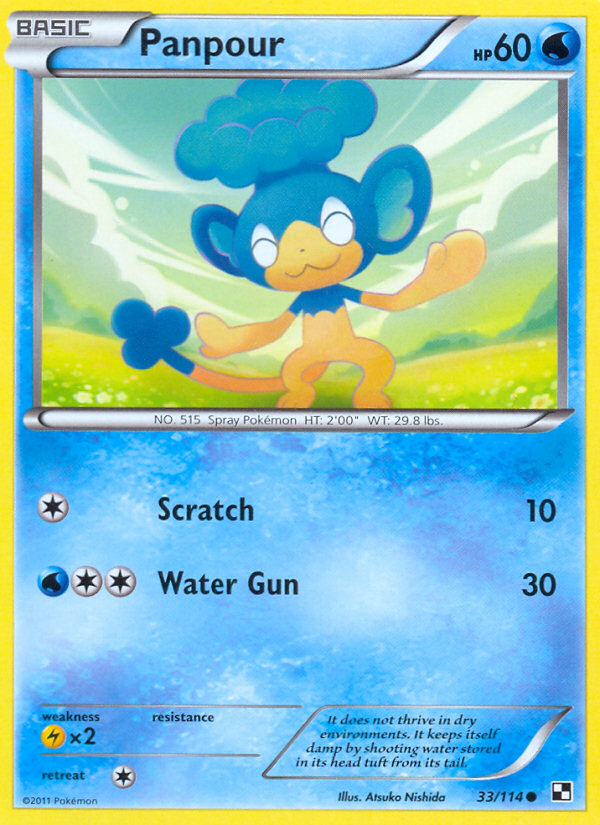 BASIC
Panpour
HP60
NO. 515 Spray Pokémon HT: 2'00" WT: 29.8 lbs.
Scratch 10
Water Gun 30
weakness
×2
resistance
retreat
It does not thrive in dry
environments. It keeps itself
damp by shooting water stored
in its head tuft from its tail.
©2011 Pokémon
Illus. Atsuko Nishida
33/114